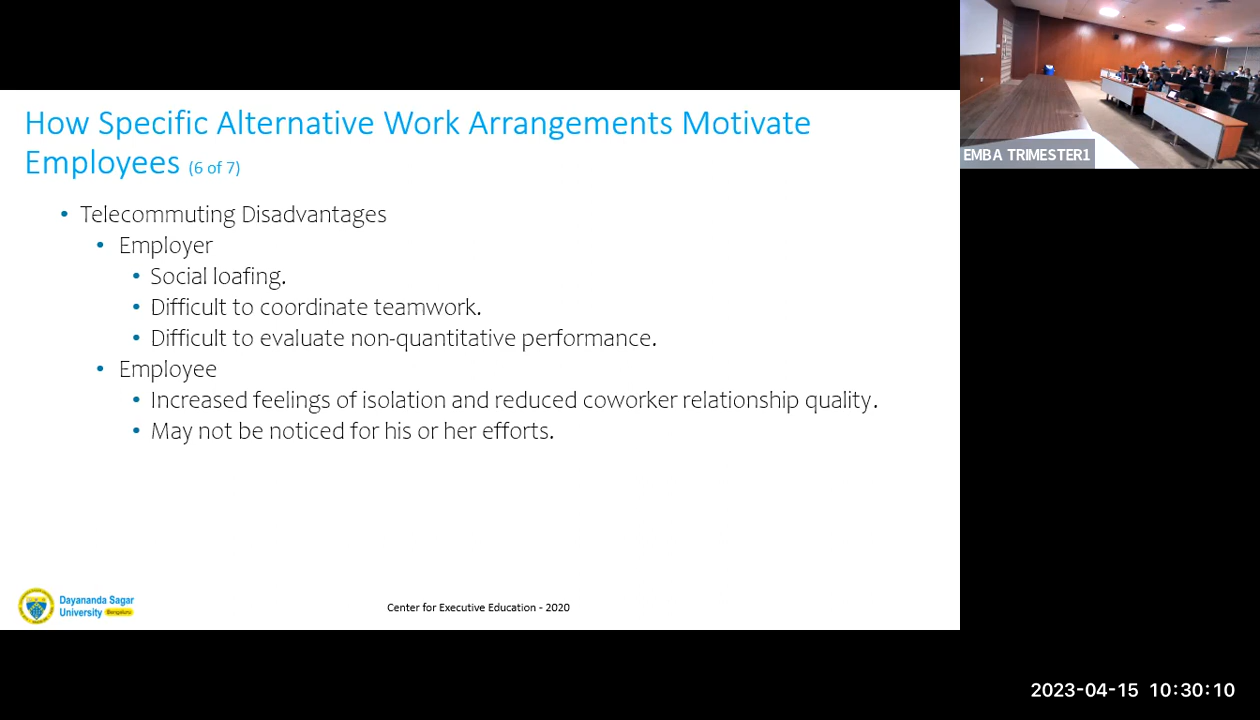 How Specific Alternative Work Arrangements Motivate
Employees (6 of 7)
• Telecommuting Disadvantages
• Employer
• Social loafing.
• Difficult to coordinate teamwork.
• Difficult to evaluate non-quantitative performance.
• Employee
• Increased feelings of isolation and reduced coworker relationship quality.
• May not be noticed for his or her efforts.
Dayananda Sagar
University Bengaluru
Center for Executive Education - 2020
EMBA TRIMESTER1
2023-04-15 10:30:10